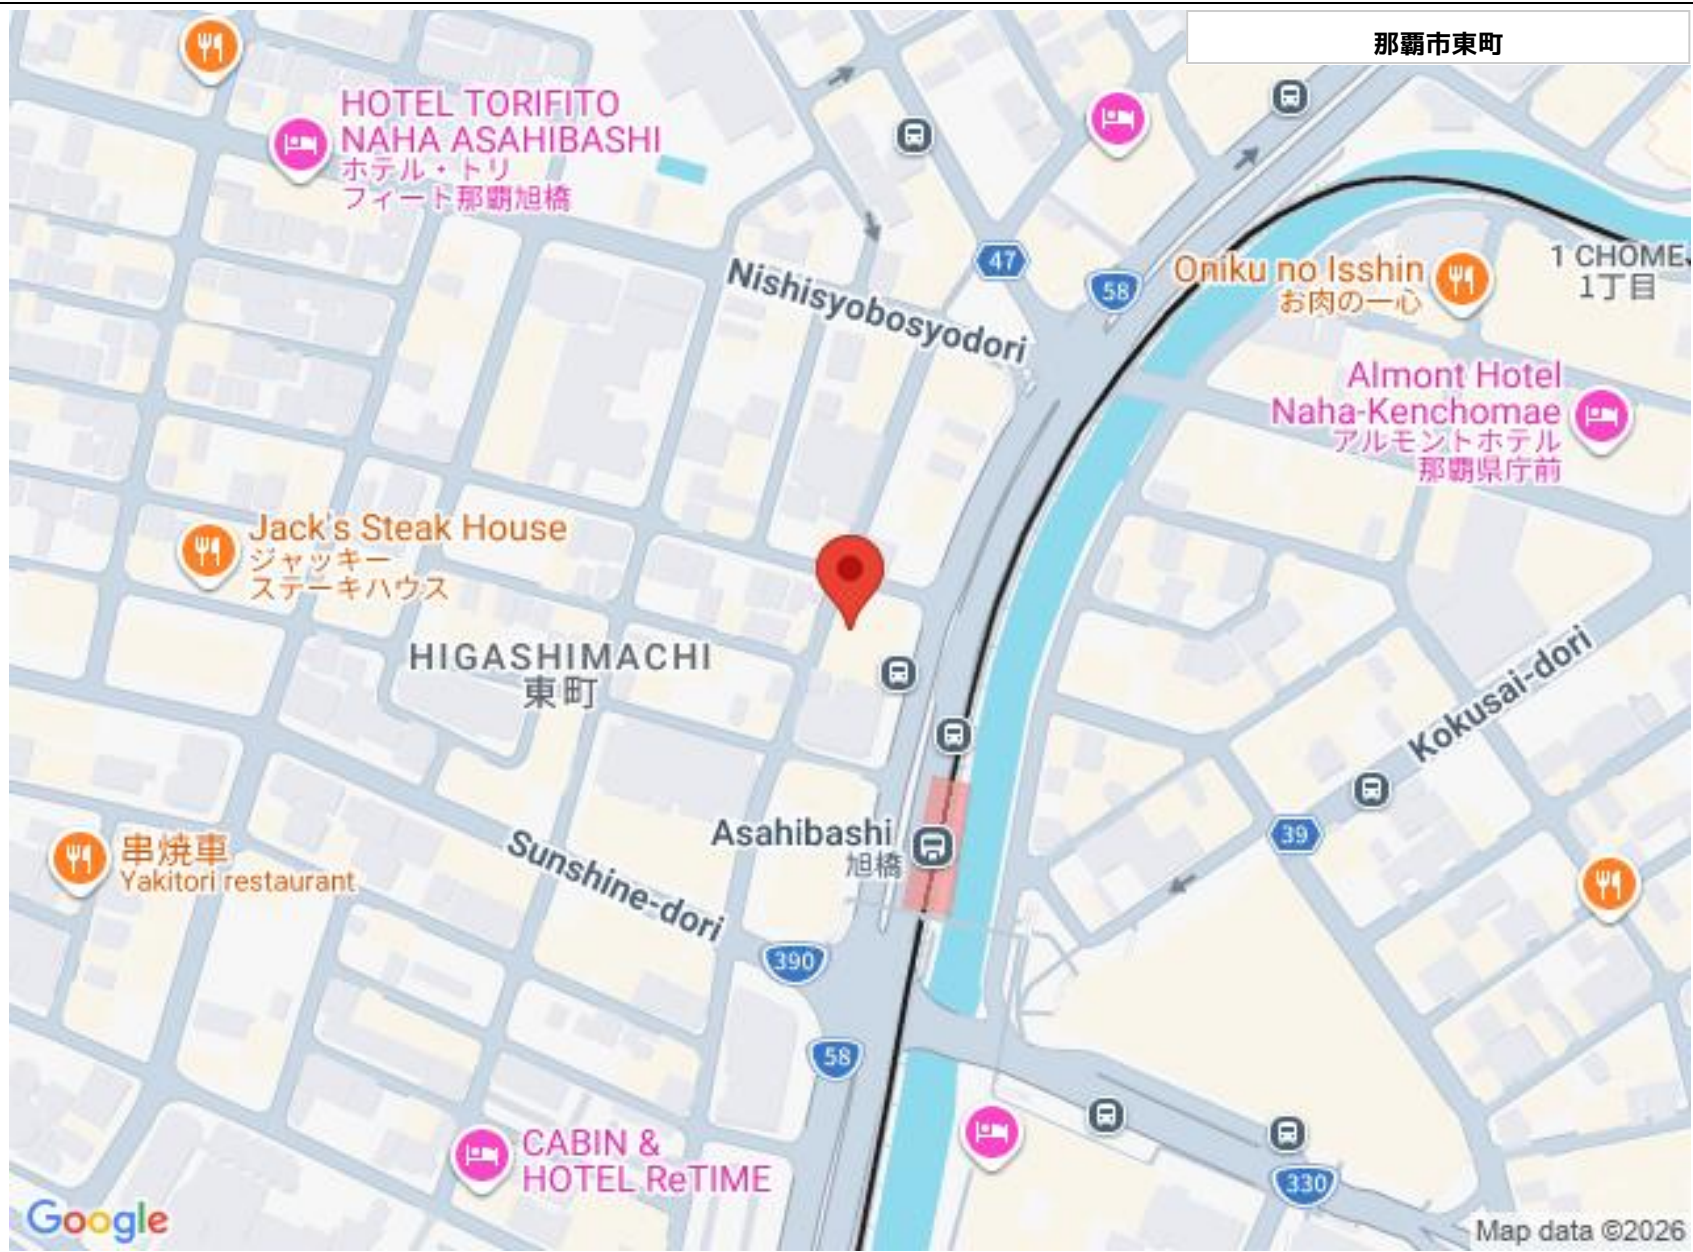 那覇市東町
HOTEL TORIFITO
NAHA ASAHIBASHI
ホテル・トリ
フィート那覇旭橋
47
58
Nishisyobosyodori
Oniku no Isshin
お肉の一心
1 CHOME
1丁目
Almont Hotel
Naha-Kenchomae
アルモントホテル
那覇県庁前
Jack's Steak House
ジャッキー
ステーキハウス
HIGASHIMACHI
東町
Kokusai-dori
39
Asahibashi
旭橋
串焼車
Yakitori restaurant
Sunshine-dori
390
58
CABIN &
HOTEL ReTIME
330
Google
Map data ©2026